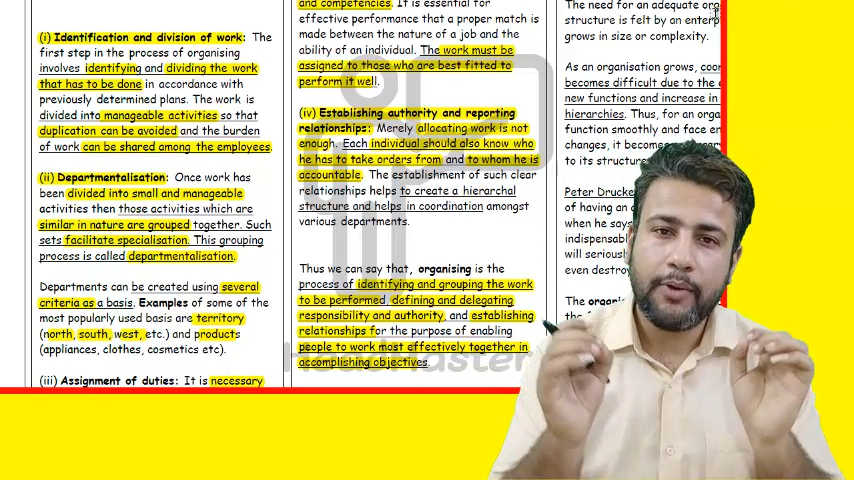 (i) Identification and division of work: The
first step in the process of organising
involves identifying and dividing the work
that has to be done in accordance with
previously determined plans. The work is
divided into manageable activities so that
duplication can be avoided and the burden
of work can be shared among the employees.
(ii) Departmentalisation: Once work has
been divided into small and manageable
activities then those activities which are
similar in nature are grouped together. Such
sets facilitate specialisation. This grouping
process is called departmentalisation.
Departments can be created using several
criteria as a basis. Examples of some of the
most popularly used basis are territory
(north, south, west, etc.) and products
(appliances, clothes, cosmetics etc).
(iii) Assignment of duties: It is necessary
and competencies. It is essential for
effective performance that a proper match is
made between the nature of a job and the
ability of an individual. The work must be
assigned to those who are best fitted to
perform it well.
(iv) Establishing authority and reporting
relationships: Merely allocating work is not
enough. Each individual should also know who
he has to take orders from and to whom he is
accountable. The establishment of such clear
relationships helps to create a hierarchal
structure and helps in coordination amongst
various departments.
Thus we can say that, organising is the
process of identifying and grouping the work
to be performed, defining and delegating
responsibility and authority, and establishing
relationships for the purpose of enabling
people to work most effectively together in
accomplishing objectives.
The need for an adequate
structure is felt by an
grows in size or complexity.
As an organisation grows,
becomes difficult due to the
new functions and increase in
hierarchies. Thus, for an
function smoothly and face
changes, it becomes
to its
Peter
of having an
when he says
indispensabl
will seriousl
even destroy
The
HeadMaster